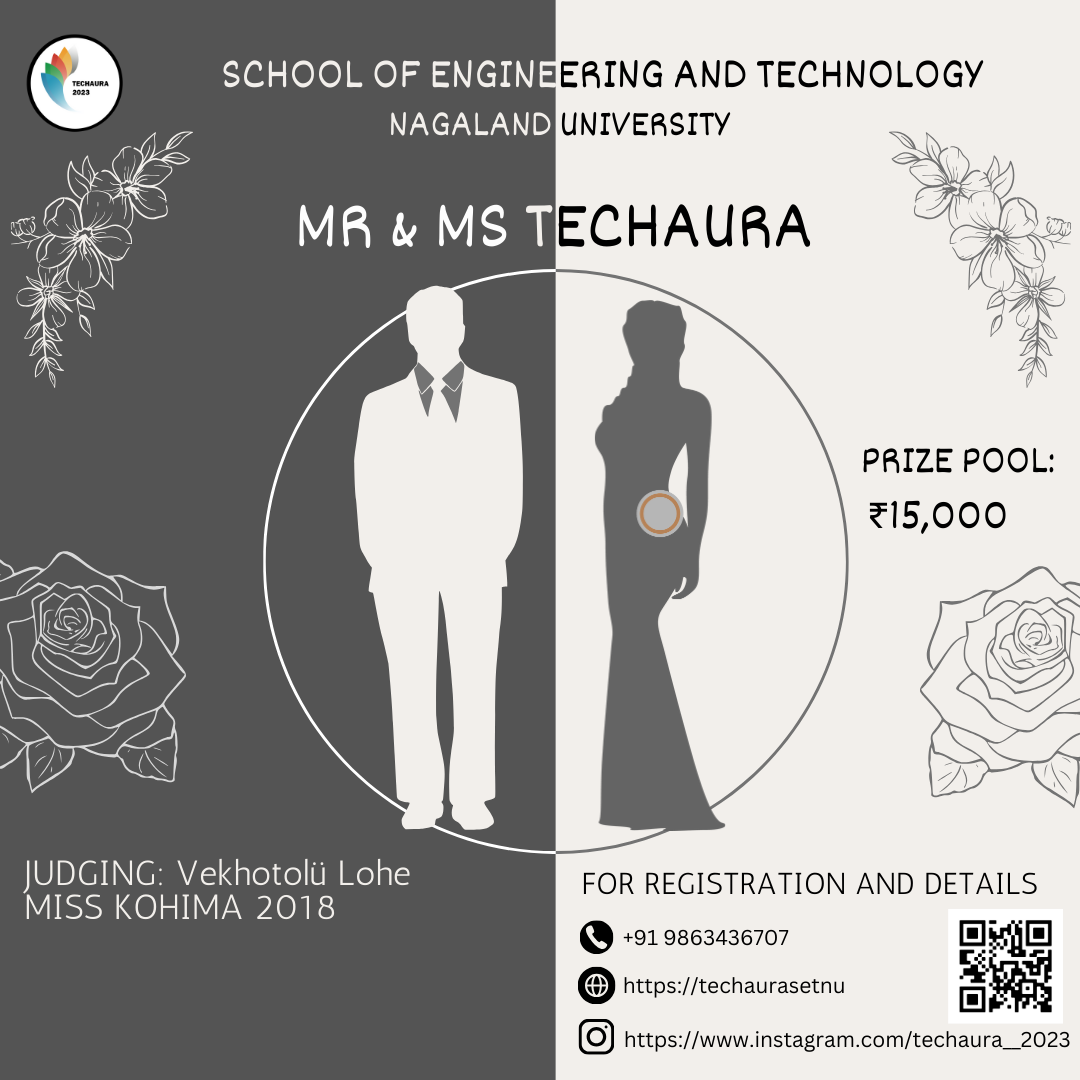 TECHAURA
2023
SCHOOL OF ENGINEERING AND TECHNOLOGY
NAGALAND UNIVERSITY
MR & MS TECHAURA
PRIZE POOL:
₹15,000
JUDGING: Vekhotolü Lohe
MISS KOHIMA 2018
FOR REGISTRATION AND DETAILS
+91 9863436707
https://techaurasetnu
https://www.instagram.com/techaura__2023